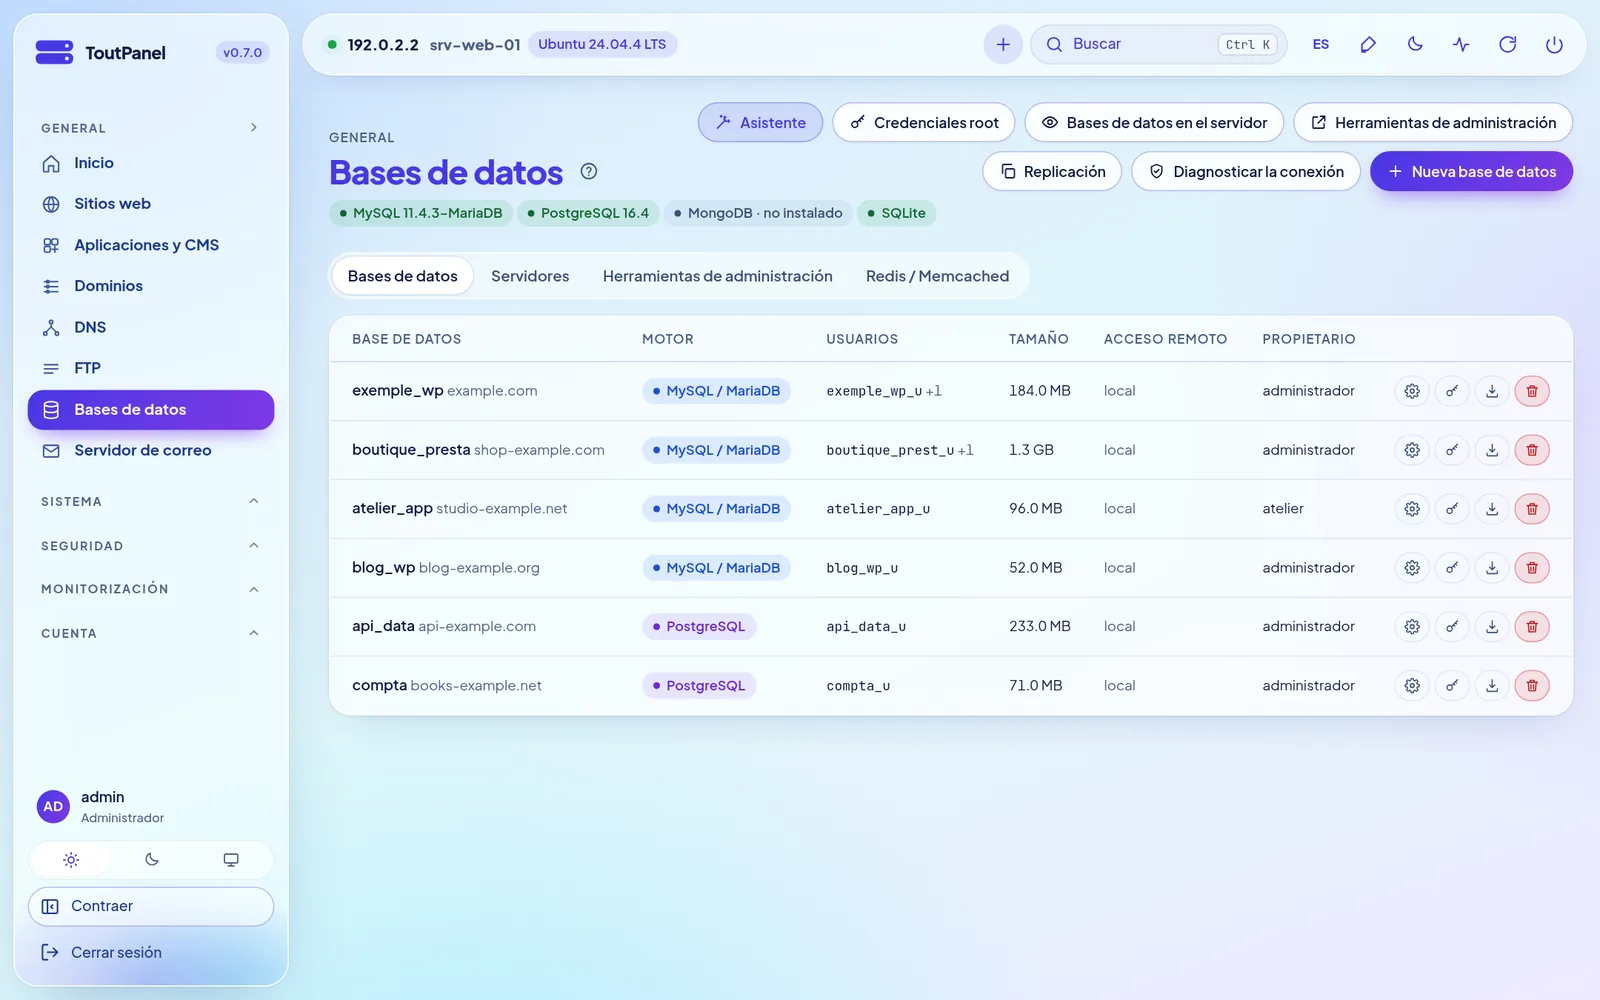 ToutPanel v0.7.0
GENERAL
Inicio
Sitios web
Aplicaciones y CMS
Dominios
DNS
FTP
Bases de datos
Servidor de correo
SISTEMA
SEGURIDAD
MONITORIZACIÓN
CUENTA
AD admin
Administrador
Contraer
Cerrar sesión
192.0.2.2 srv-web-01 Ubuntu 24.04.4 LTS
Buscar Ctrl K ES
Asistente Credenciales root Bases de datos en el servidor Herramientas de administración
GENERAL
Bases de datos
Replicación Diagnosticar la conexión Nueva base de datos
MySQL 11.4.3-MariaDB PostgreSQL 16.4 MongoDB · no instalado SQLite
Bases de datos Servidores Herramientas de administración Redis / Memcached
BASE DE DATOS MOTOR USUARIOS TAMAÑO ACCESO REMOTO PROPIETARIO
exemple_wp example.com MySQL / MariaDB exemple_wp_u +1 184.0 MB local administrador
boutique_presta shop-example.com MySQL / MariaDB boutique_prest_u +1 1.3 GB local administrador
atelier_app studio-example.net MySQL / MariaDB atelier_app_u 96.0 MB local atelier
blog_wp blog-example.org MySQL / MariaDB blog_wp_u 52.0 MB local administrador
api_data api-example.com PostgreSQL api_data_u 233.0 MB local administrador
compta books-example.net PostgreSQL compta_u 71.0 MB local administrador